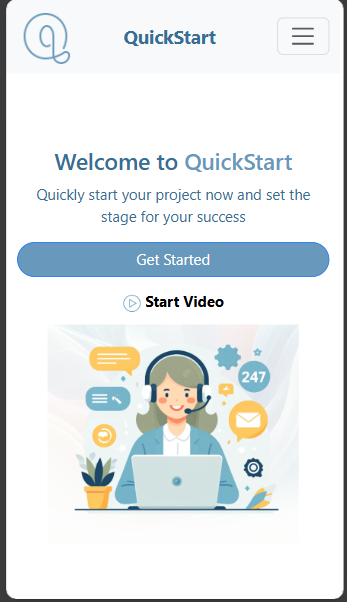 QuickStart
Welcome to QuickStart
Quickly start your project now and set the
stage for your success
Get Started
Start Video
247